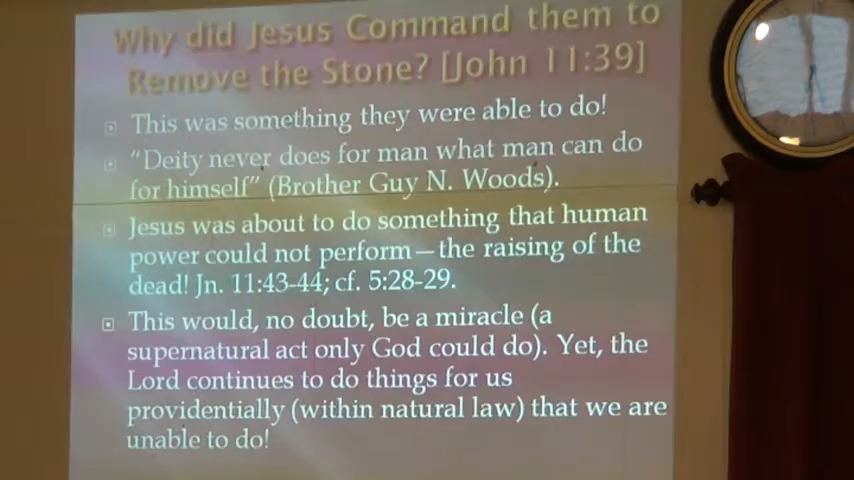 Why did Jesus Command them to
Remove the Stone? [John 11:39]
This was something they were able to do!
“Deity never does for man what man can do
for himself” (Brother Guy N. Woods).
Jesus was about to do something that human
power could not perform—the raising of the
dead! Jn. 11:43-44; cf. 5:28-29.
This would, no doubt, be a miracle (a
supernatural act only God could do). Yet, the
Lord continues to do things for us
providentially (within natural law) that we are
unable to do!